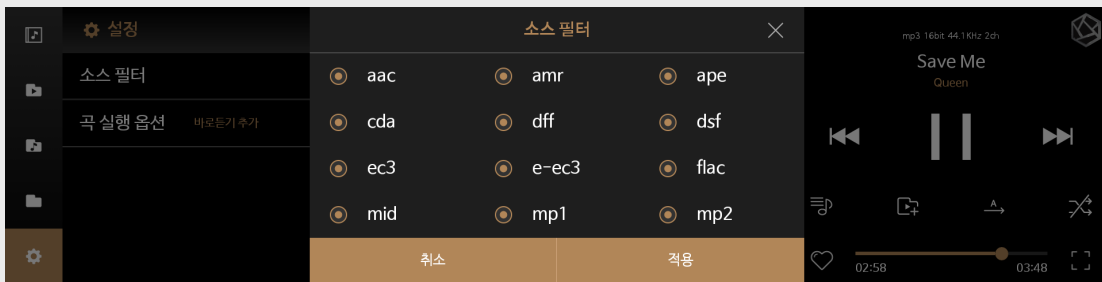 설정
소스 필터
곡 실행 옵션 바로듣기 추가
소스 필터
aac amr ape
cda dff dsf
ec3 e-ec3 flac
mid mp1 mp2
취소 적용
mp3 16bit 44.1KHz 2ch
Save Me
Queen
A
02:58 03:48